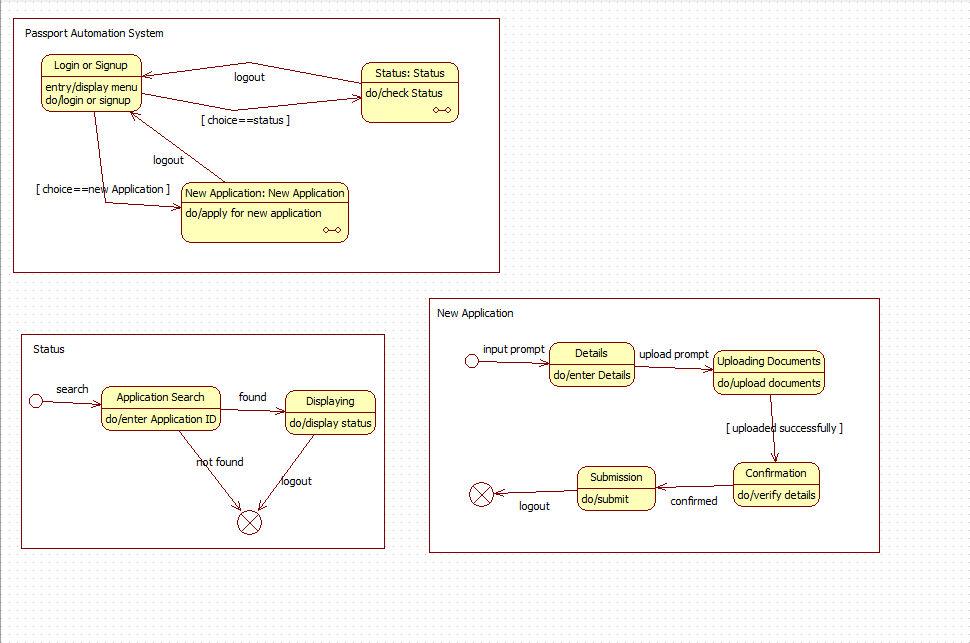 Passport Automation System
Login or Signup
entry/display menu
do/login or signup
logout
Status: Status
do/check Status
[ choice==status ]
logout
[ choice==new Application ]
New Application: New Application
do/apply for new application
Status
search
Application Search
do/enter Application ID
found
Displaying
do/display status
not found
logout
New Application
input prompt
Details
do/enter Details
upload prompt
Uploading Documents
do/upload documents
[ uploaded successfully ]
Confirmation
do/verify details
confirmed
Submission
do/submit
logout